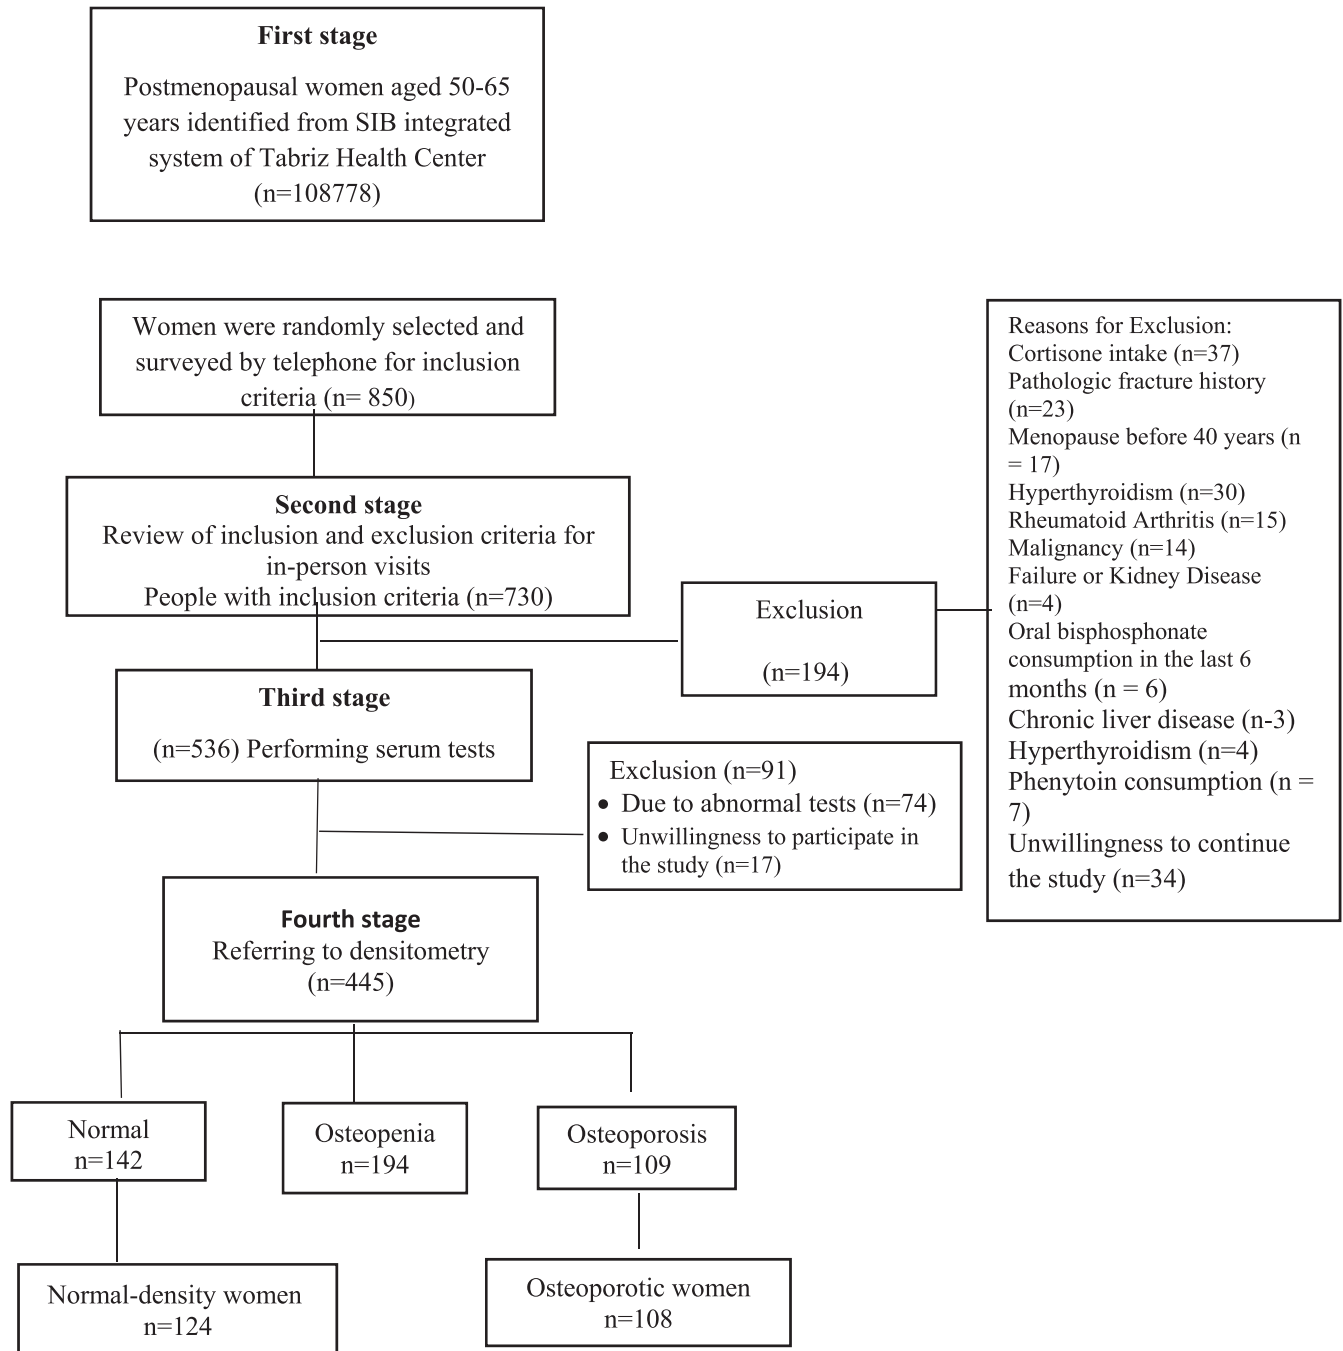 First stage
Postmenopausal women aged 50-65
years identified from SIB integrated
system of Tabriz Health Center
(n=108778)
Women were randomly selected and
surveyed by telephone for inclusion
criteria (n= 850)
Second stage
Review of inclusion and exclusion criteria for
in-person visits
People with inclusion criteria (n=730)
Exclusion
(n=194)
Reasons for Exclusion:
Cortisone intake (n=37)
Pathologic fracture history
(n=23)
Menopause before 40 years (n
= 17)
Hyperthyroidism (n=30)
Rheumatoid Arthritis (n=15)
Malignancy (n=14)
Failure or Kidney Disease
(n=4)
Oral bisphosphonate
consumption in the last 6
months (n = 6)
Chronic liver disease (n-3)
Hyperthyroidism (n=4)
Phenytoin consumption (n =
7)
Unwillingness to continue
the study (n=34)
Third stage
(n=536) Performing serum tests
Exclusion (n=91)
• Due to abnormal tests (n=74)
• Unwillingness to participate in
the study (n=17)
Fourth stage
Referring to densitometry
(n=445)
Normal
n=142
Osteopenia
n=194
Osteoporosis
n=109
Normal-density women
n=124
Osteoporotic women
n=108